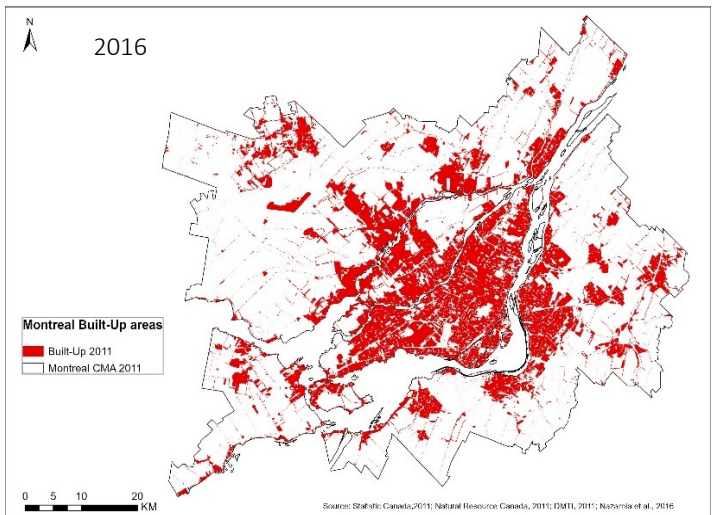 N
2016
Montreal Built-Up areas
Built-Up 2011
Montreal CMA 2011
0 5 10 20
KM
Source: Statistic Canada,2011; Natural Resource Canada, 2011; DMTI, 2011; Nazarnia et al., 2016